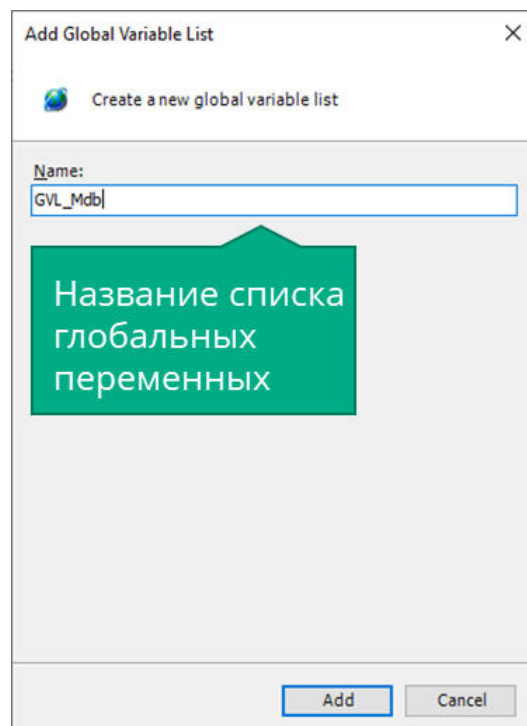 Add Global Variable List
Create a new global variable list
Name:
GVL_Mdb
Название списка
глобальных
переменных
Add
Cancel